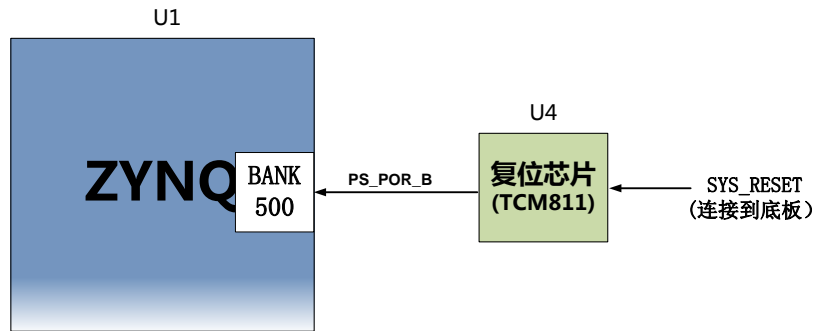 U1
ZYNQ
BANK
500
PS_POR_B
U4
复位芯片
(TCM811)
SYS_RESET
(连接到底板）